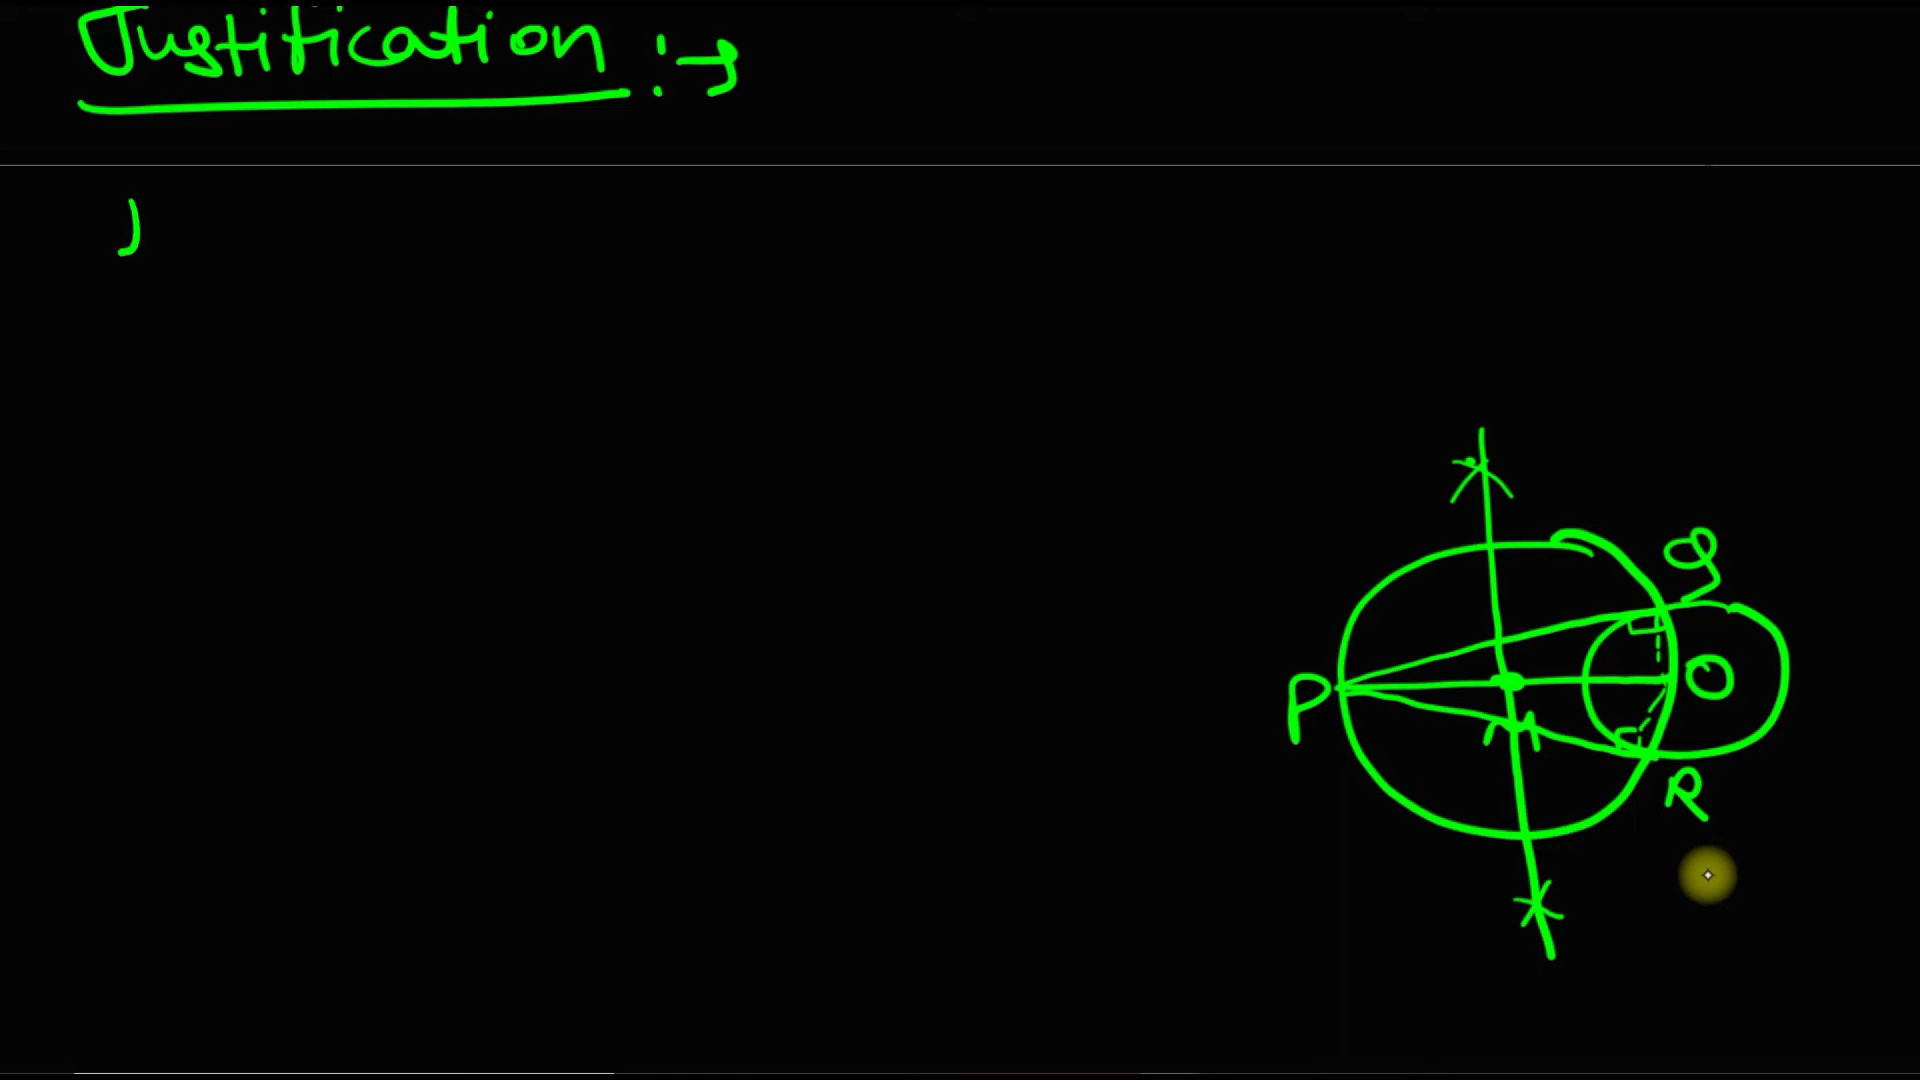 Justification :→
J
Q
P
O
M
R